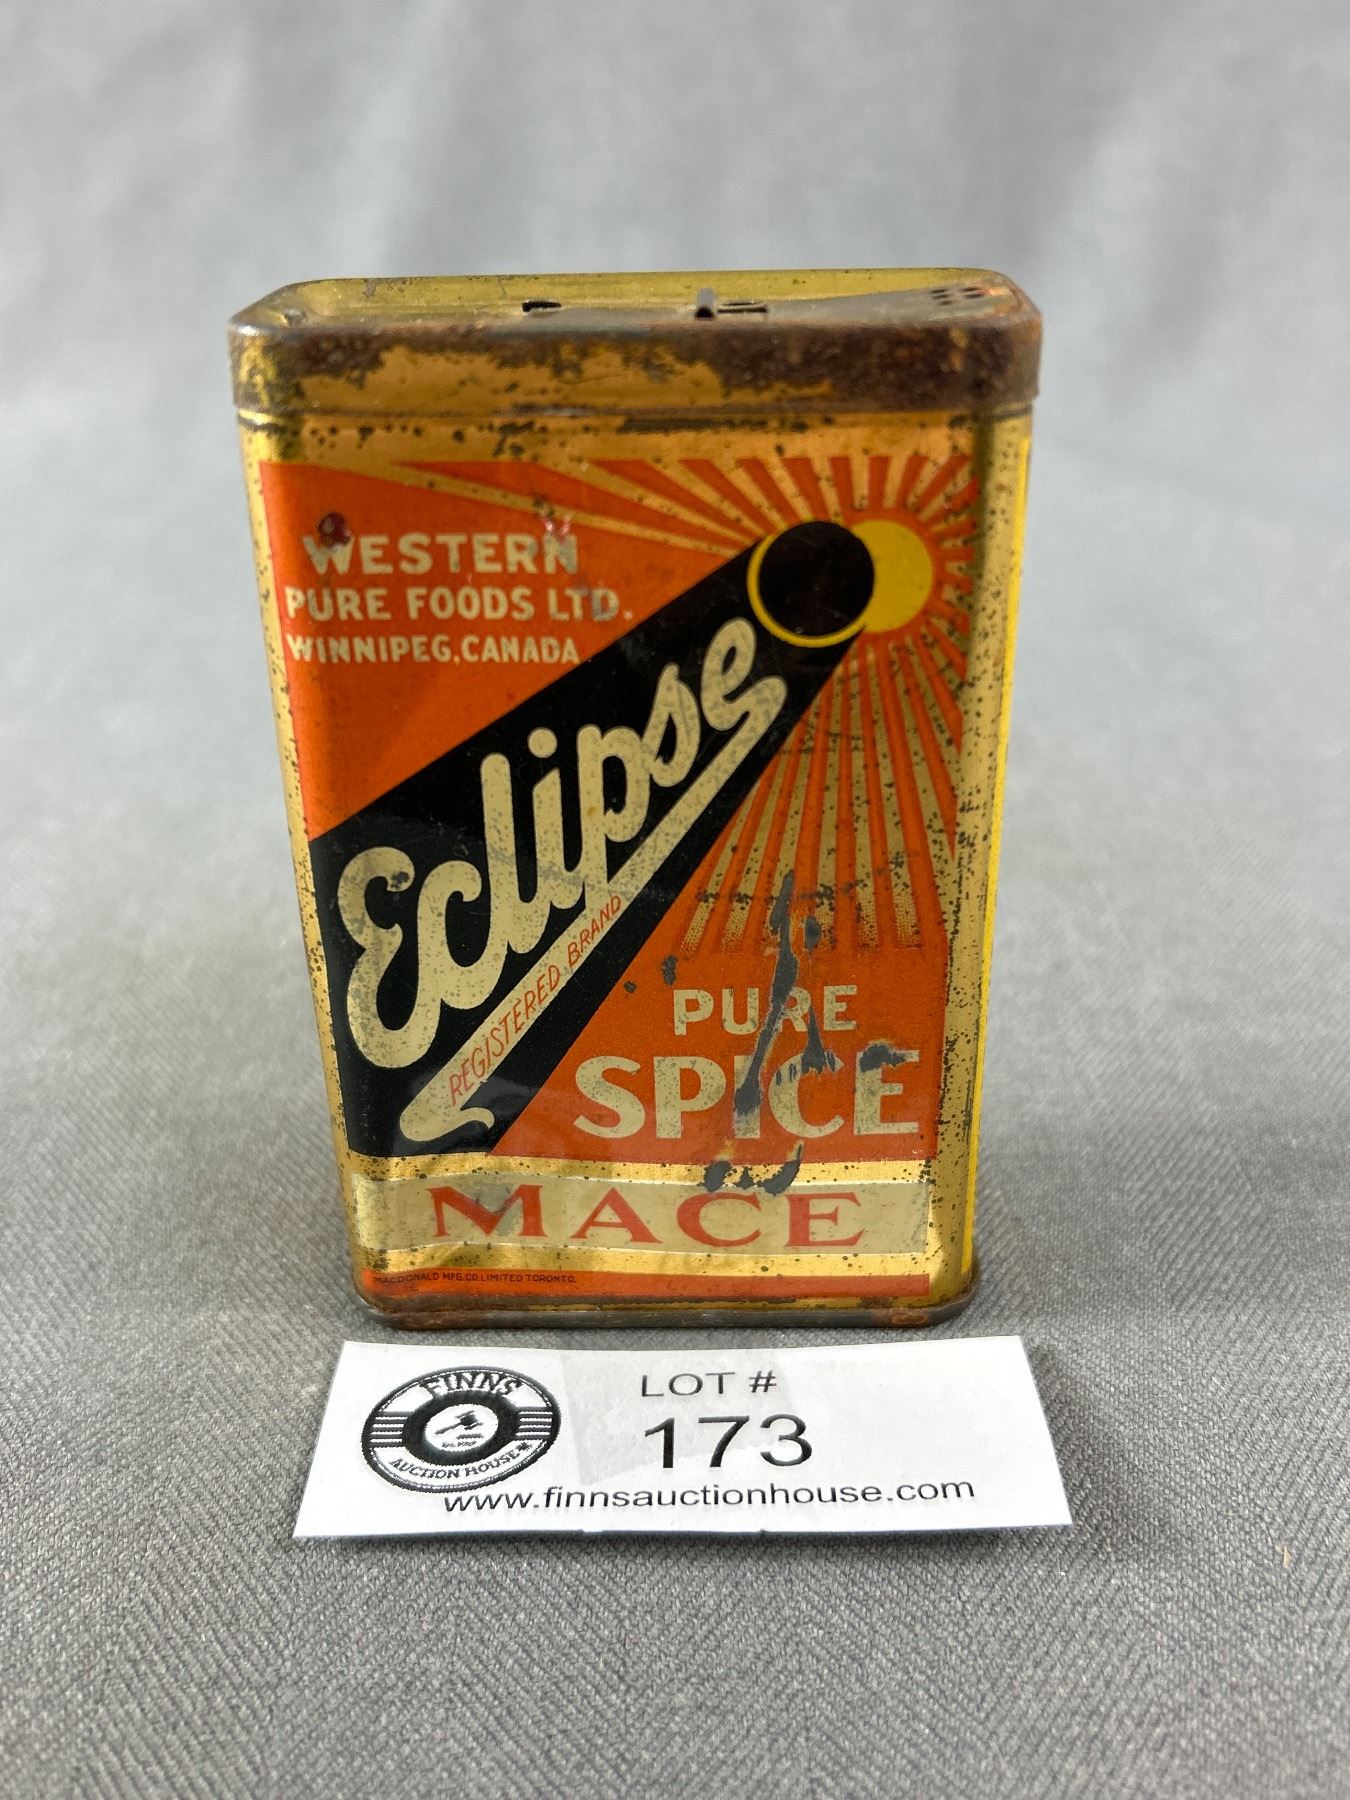 WESTERN
PURE FOODS LTD.
WINNIPEG, CANADA
Eclipse
REGISTERED BRAND
PURE
SPICE
MACE
MACDONALD MFG. CO. LIMITED TORONTO.
FINNS
AUCTION HOUSE
LOT #
173
www.finnsauctionhouse.com